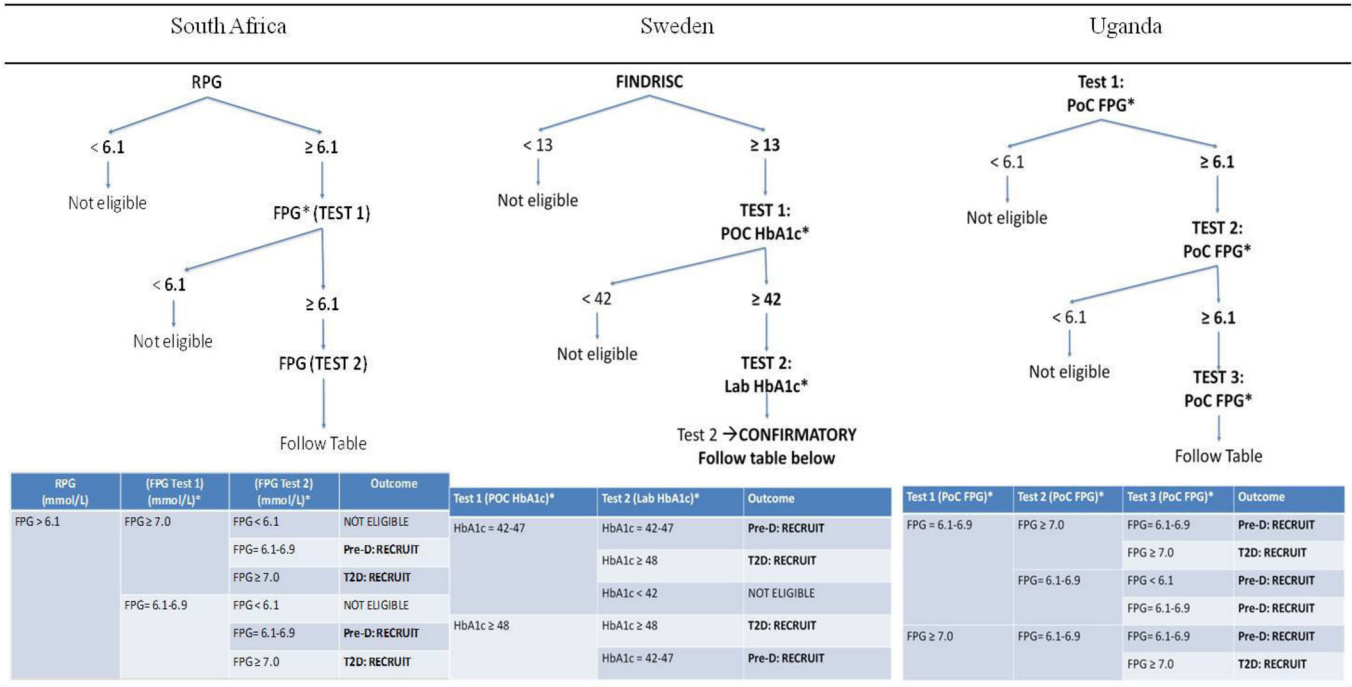 South Africa
Sweden
Uganda
RPG
< 6.1
≥ 6.1
Not eligible
FPG* (TEST 1)
< 6.1
≥ 6.1
Not eligible
FPG (TEST 2)
Follow Table
RPG (FPG Test 1) (FPG Test 2) Outcome
(mmol/L) (mmol/L)* (mmol/L)*
FPG > 6.1 FPG ≥ 7.0 FPG < 6.1 NOT ELIGIBLE
FPG= 6.1-6.9 Pre-D: RECRUIT
FPG ≥ 7.0 T2D: RECRUIT
FPG= 6.1-6.9 FPG < 6.1 NOT ELIGIBLE
FPG= 6.1-6.9 Pre-D: RECRUIT
FPG ≥ 7.0 T2D: RECRUIT
FINDRISC
< 13
≥ 13
Not eligible
TEST 1:
POC HbA1c*
< 42
≥ 42
Not eligible
TEST 2:
Lab HbA1c*
Test 2 →CONFIRMATORY
Follow table below
Test 1 (POC HbA1c)* Test 2 (Lab HbA1c)* Outcome
HbA1c = 42-47 HbA1c = 42-47 Pre-D: RECRUIT
HbA1c ≥ 48 T2D: RECRUIT
HbA1c < 42 NOT ELIGIBLE
HbA1c ≥ 48 HbA1c ≥ 48 T2D: RECRUIT
HbA1c = 42-47 Pre-D: RECRUIT
Test 1:
PoC FPG*
< 6.1
≥ 6.1
Not eligible
TEST 2:
PoC FPG*
< 6.1
≥ 6.1
Not eligible
TEST 3:
PoC FPG*
Follow Table
Test 1 (PoC FPG)* Test 2 (PoC FPG)* Test 3 (PoC FPG)* Outcome
FPG = 6.1-6.9 FPG ≥ 7.0 FPG= 6.1-6.9 Pre-D: RECRUIT
FPG ≥ 7.0 T2D: RECRUIT
FPG= 6.1-6.9 FPG < 6.1 Pre-D: RECRUIT
FPG= 6.1-6.9 Pre-D: RECRUIT
FPG ≥ 7.0 FPG= 6.1-6.9 FPG= 6.1-6.9 Pre-D: RECRUIT
FPG ≥ 7.0 T2D: RECRUIT